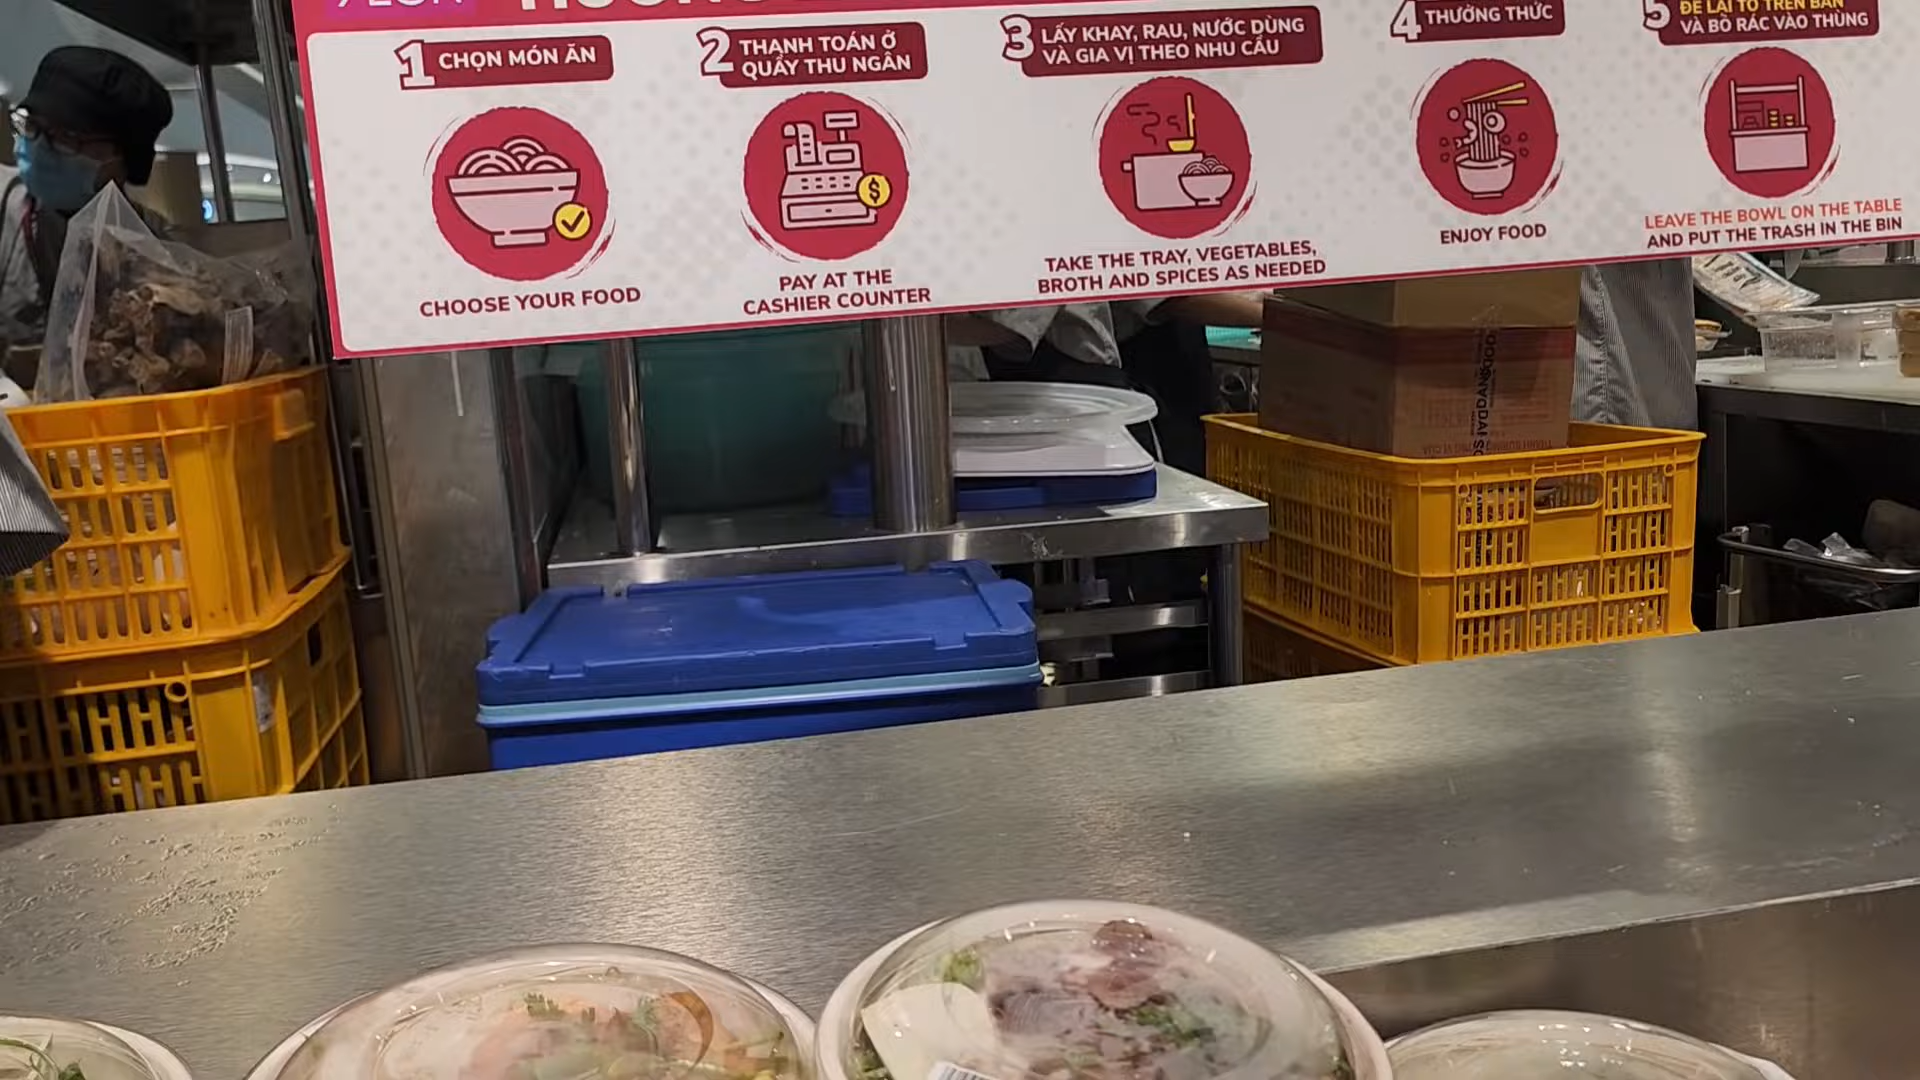 1 CHỌN MÓN ĂN
CHOOSE YOUR FOOD
2 THANH TOÁN Ở
QUẦY THU NGÂN
PAY AT THE
CASHIER COUNTER
3 LẤY KHAY, RAU, NƯỚC DÙNG
VÀ GIA VỊ THEO NHU CẦU
TAKE THE TRAY, VEGETABLES,
BROTH AND SPICES AS NEEDED
4 THƯỞNG THỨC
ENJOY FOOD
5 ĐỂ LẠI TÔ TRÊN BÀN
VÀ BỎ RÁC VÀO THÙNG
LEAVE THE BOWL ON THE TABLE
AND PUT THE TRASH IN THE BIN